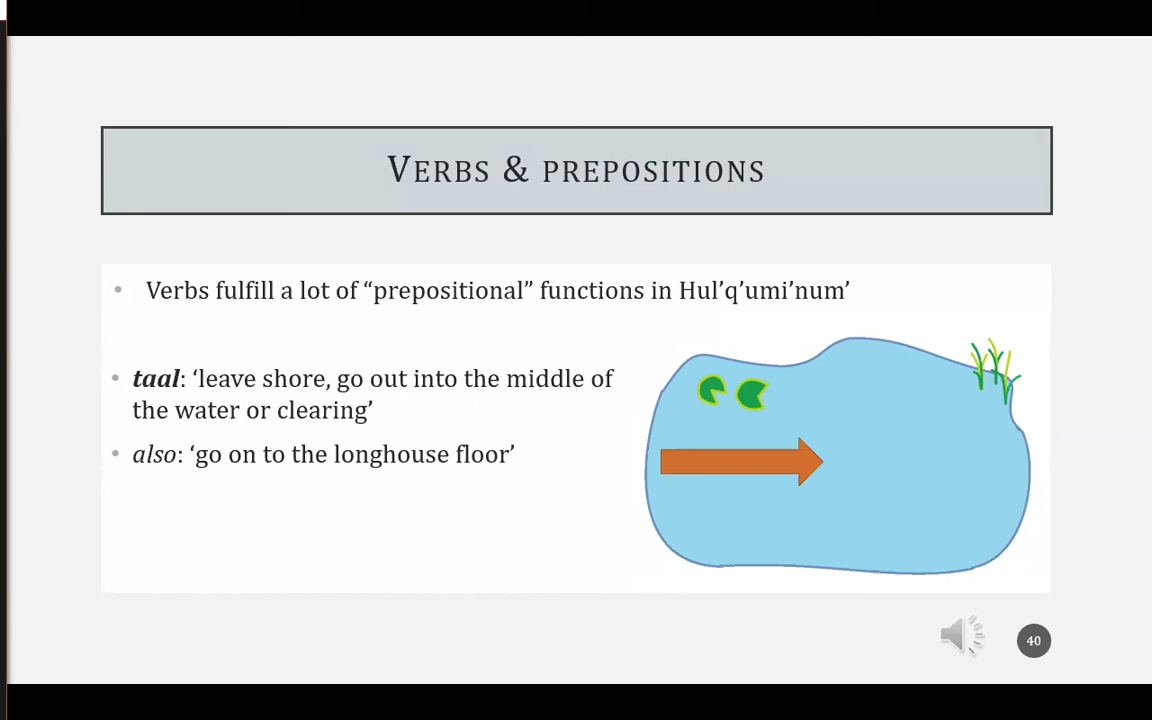 VERBS & PREPOSITIONS
• Verbs fulfill a lot of “prepositional” functions in Hul’q’umi’num’
• taal: ‘leave shore, go out into the middle of
the water or clearing’
• also: ‘go on to the longhouse floor’
40